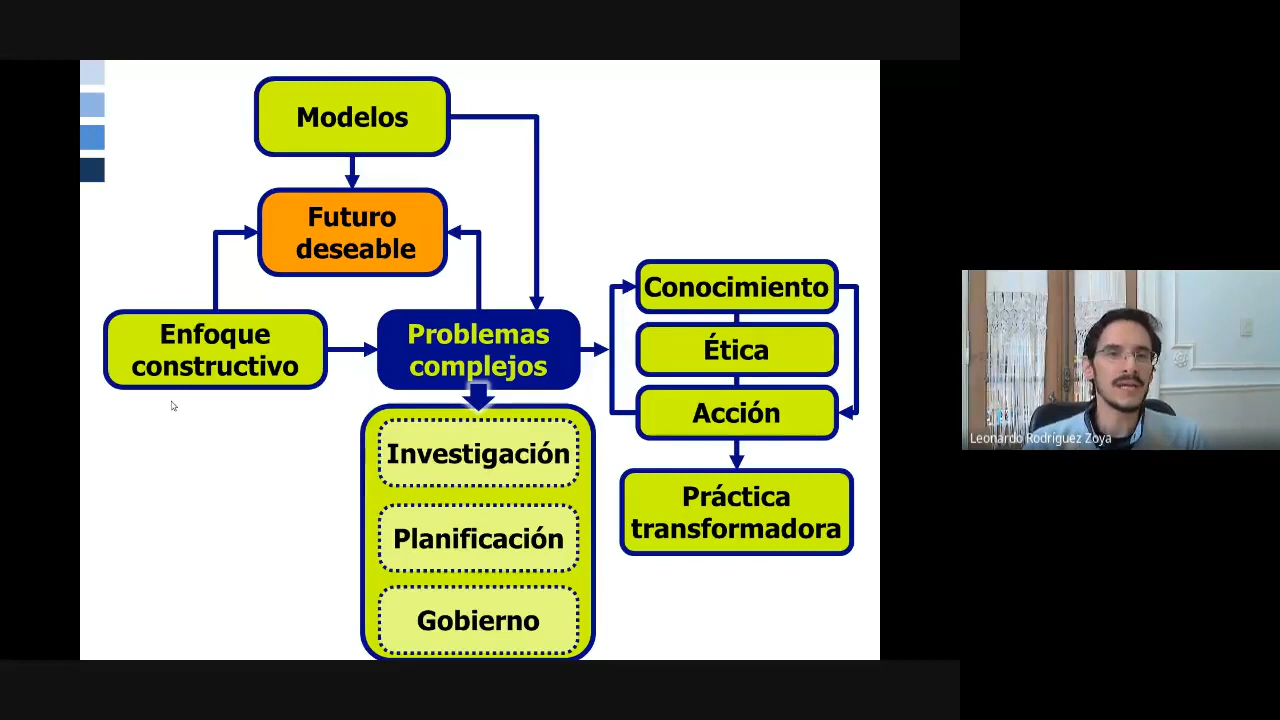 Modelos
Futuro
deseable
Enfoque
constructivo
Problemas
complejos
Conocimiento
Ética
Acción
Práctica
transformadora
Investigación
Planificación
Gobierno
Leonardo Rodríguez Zoya